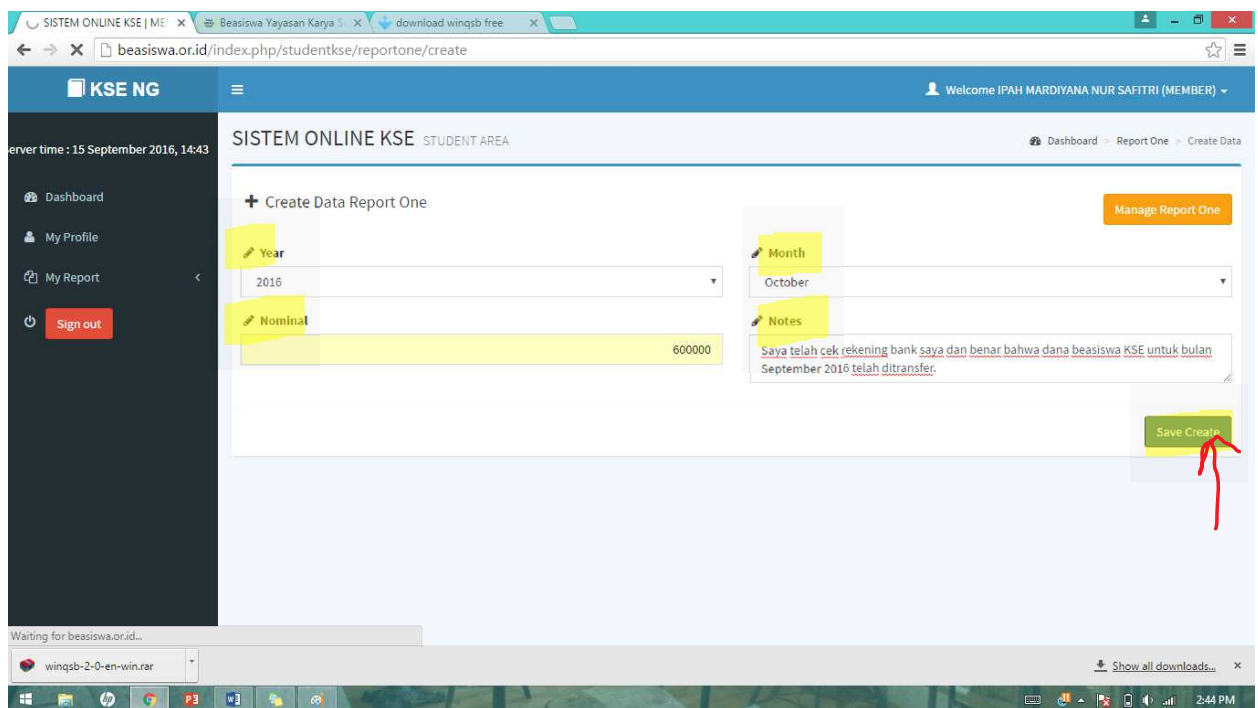 SISTEM ONLINE KSE | ME
Beasiswa Yayasan Karya S
download winqsb free
beasiswa.or.id/index.php/studentkse/reportone/create
KSE NG
Welcome IPAH MARDIYANA NUR SAFITRI (MEMBER)
erver time : 15 September 2016, 14:43
SISTEM ONLINE KSE STUDENT AREA
Dashboard > Report One > Create Data
Dashboard
My Profile
My Report
Sign out
Create Data Report One
Manage Report One
Year
Month
2016
October
Nominal
Notes
600000
Saya telah cek rekening bank saya dan benar bahwa dana beasiswa KSE untuk bulan
September 2016 telah ditransfer.
Save Create
Waiting for beasiswa.or.id...
winqsb-2-0-en-win.rar
Show all downloads...
2:44 PM